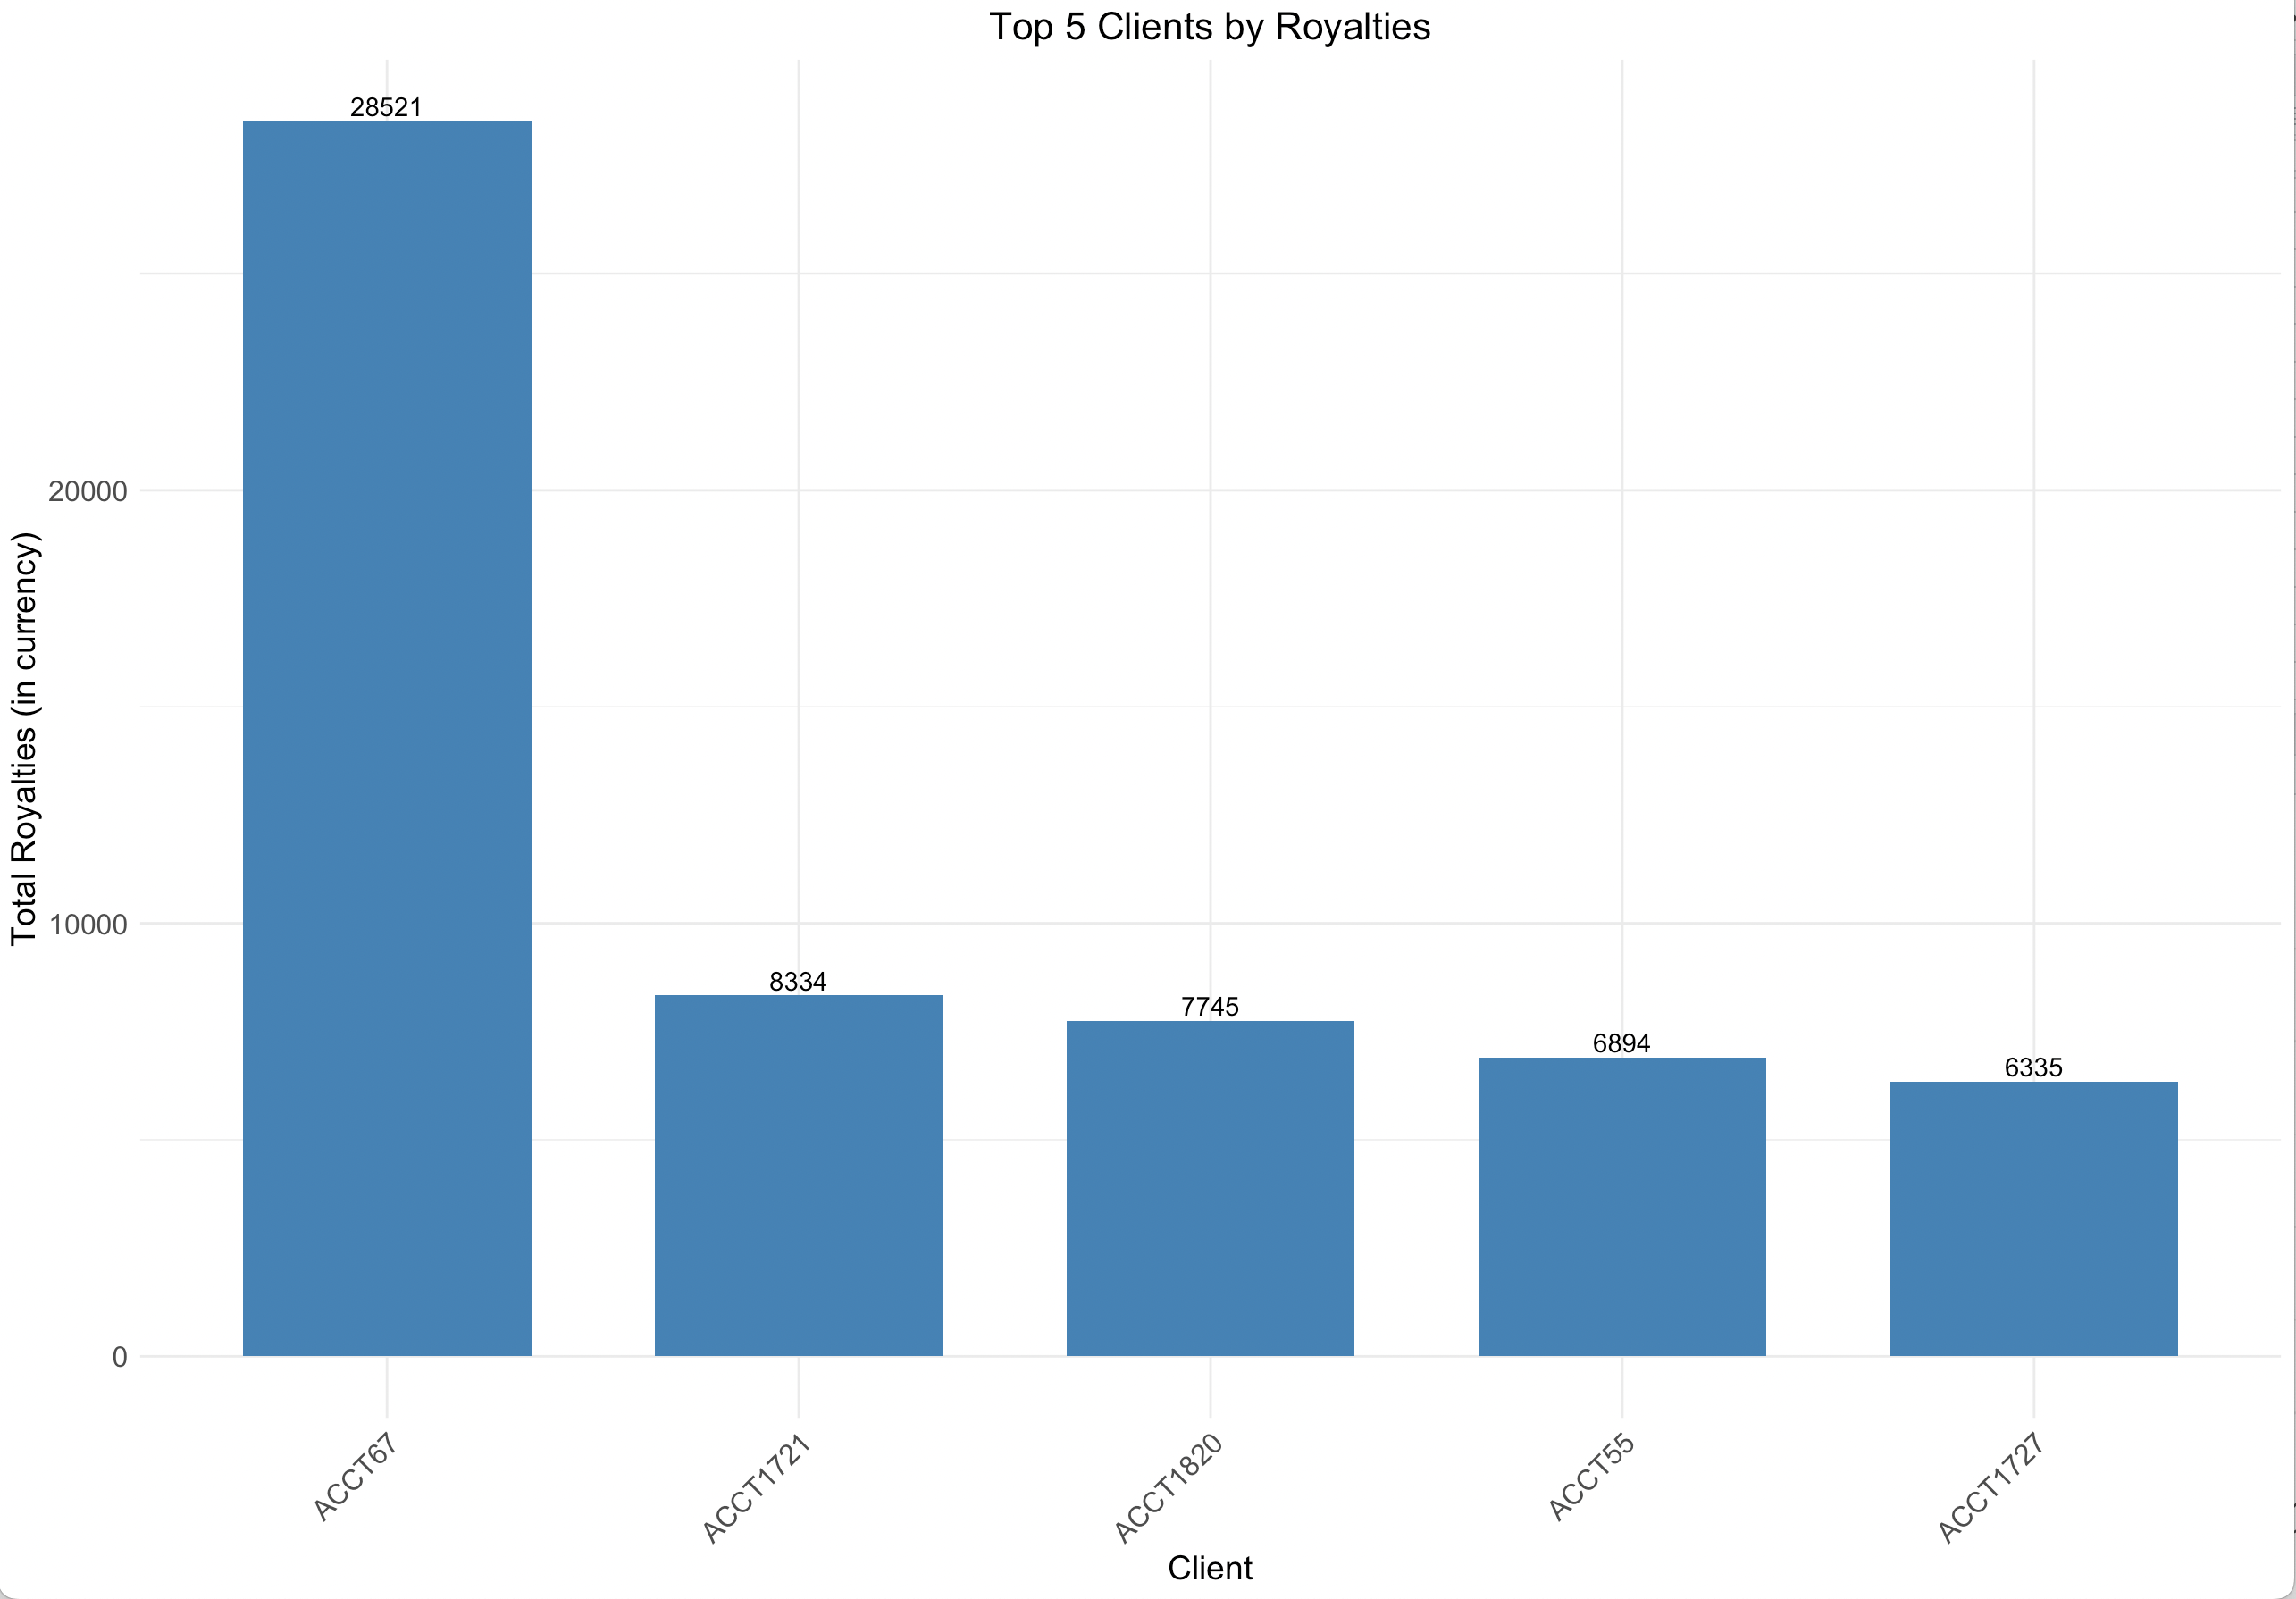 Top 5 Clients by Royalties
Total Royalties (in currency)
20000
10000
0
28521
8334
7745
6894
6335
ACCT67
ACCT1721
ACCT1820
ACCT55
ACCT1727
Client